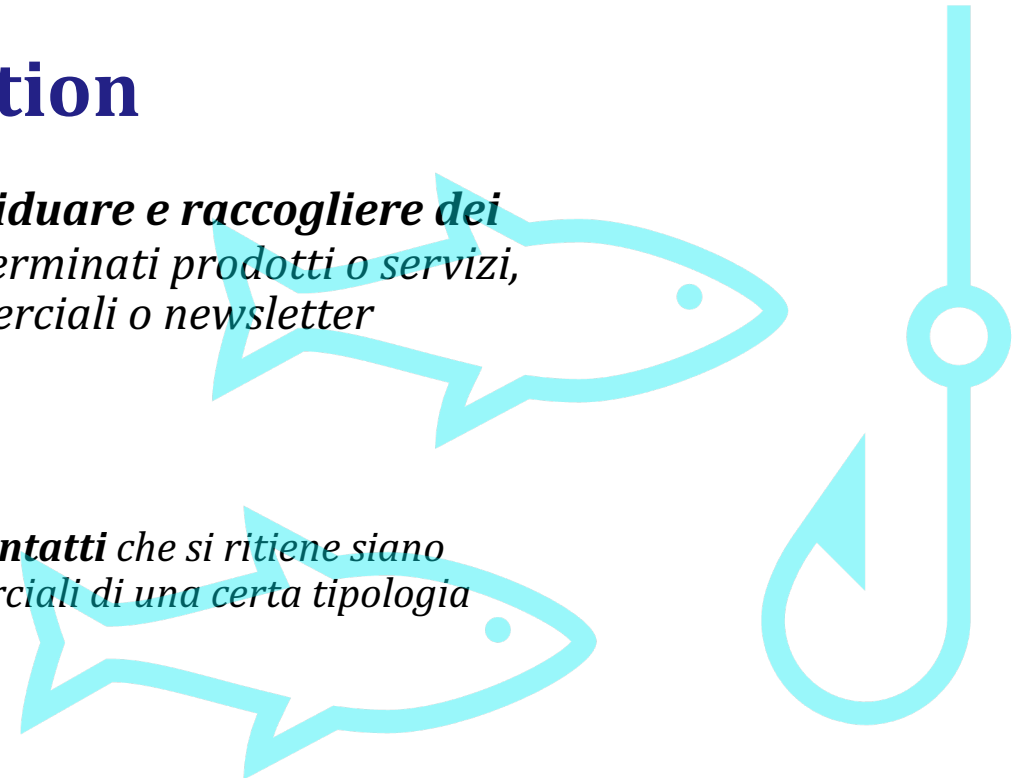 tion
iduare e raccogliere dei
erminati prodotti o servizi,
erciali o newsletter
ntatti che si ritiene siano
rciali di una certa tipologia